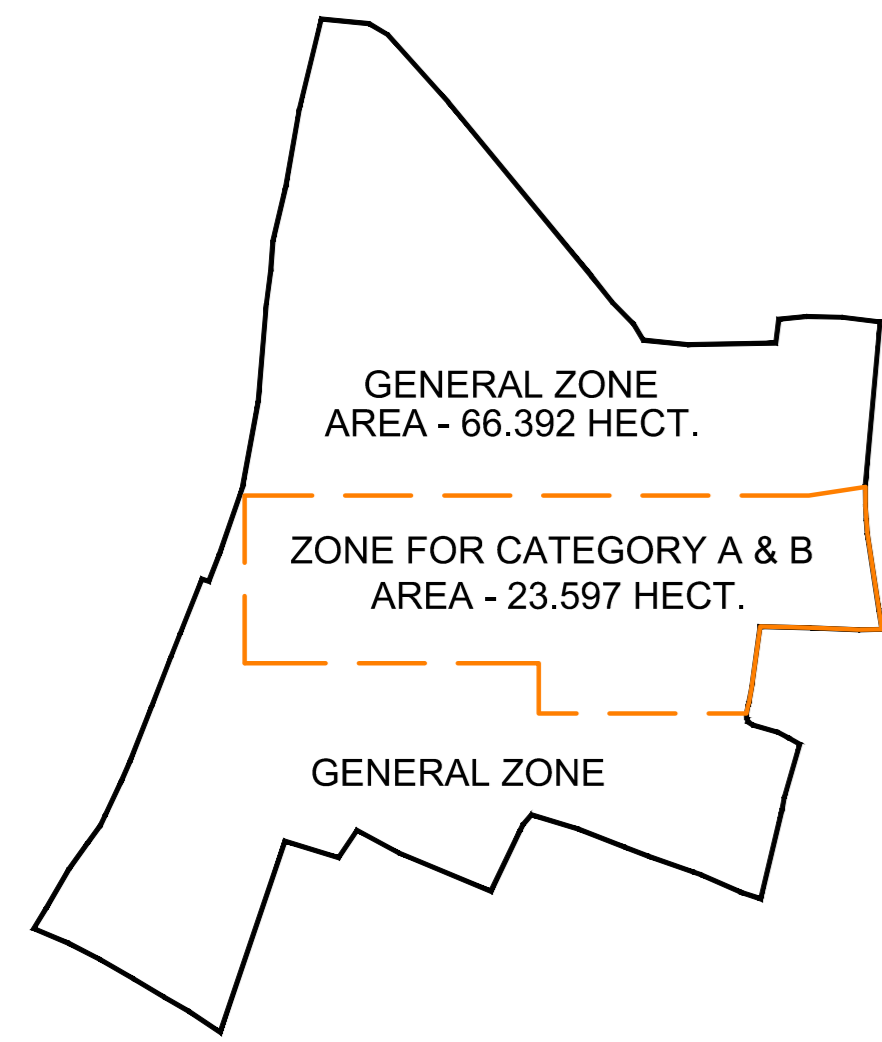 GENERAL ZONE
AREA - 66.392 HECT.
ZONE FOR CATEGORY A & B
AREA - 23.597 HECT.
GENERAL ZONE